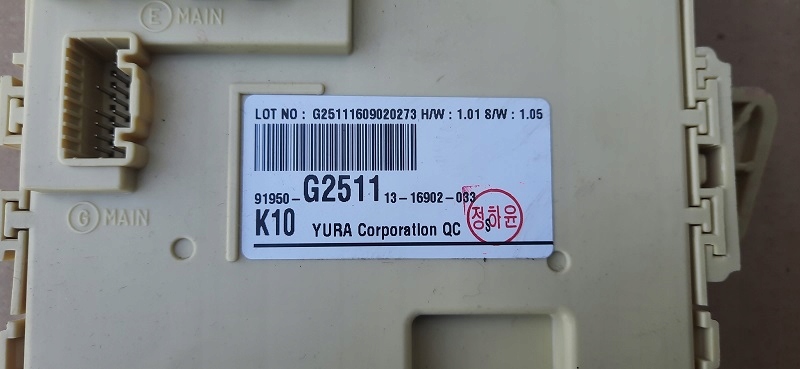 E MAIN
LOT NO : G25111609020273 H/W : 1.01 S/W : 1.05
91950-G2511 13-16902-033
K10 YURA Corporation QC S
정하윤
G MAIN